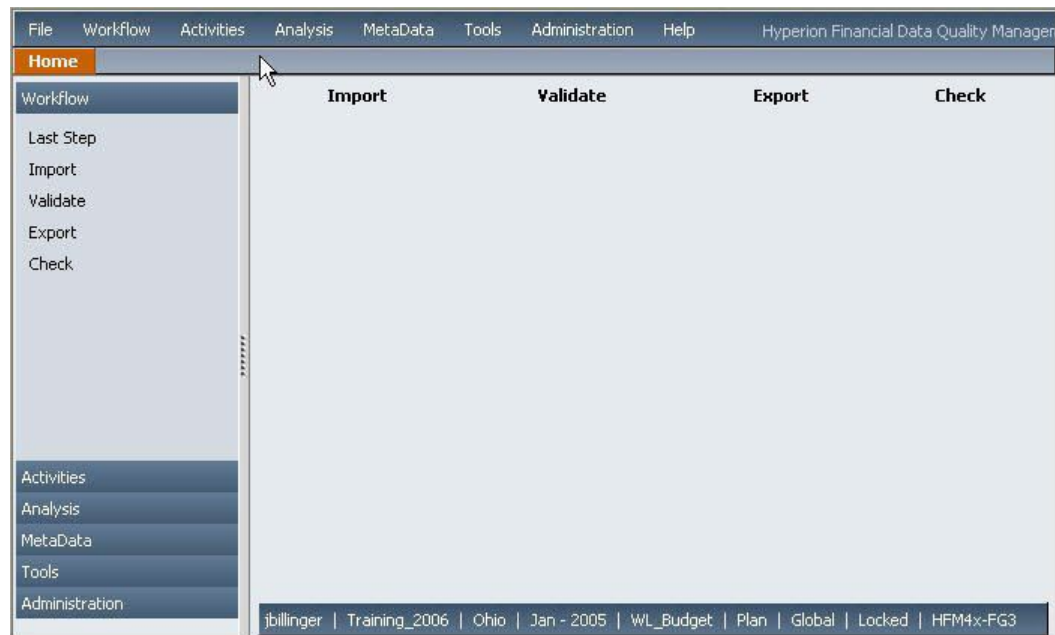 File Workflow Activities Analysis MetaData Tools Administration Help Hyperion Financial Data Quality Manager
Home
Workflow
Last Step
Import
Validate
Export
Check
Activities
Analysis
MetaData
Tools
Administration
Import Validate Export Check
jbillinger | Training_2006 | Ohio | Jan - 2005 | WL_Budget | Plan | Global | Locked | HFM4x-FG3